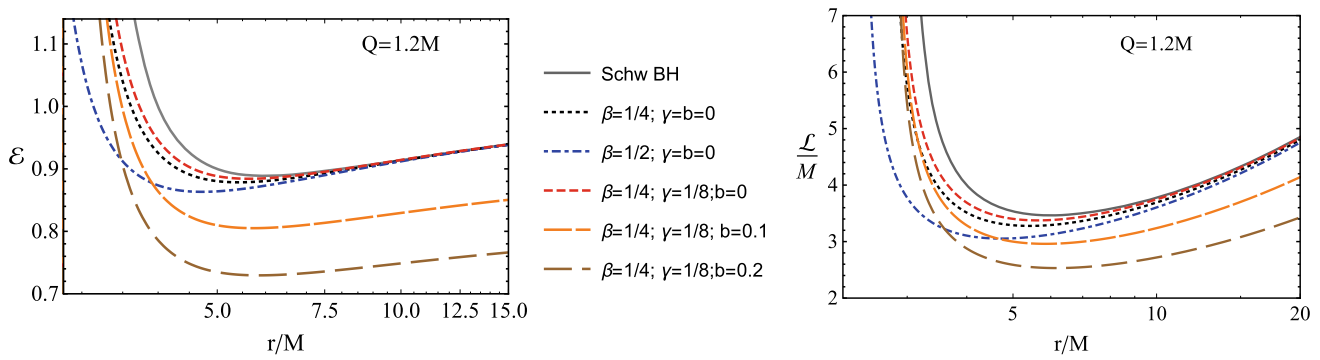 Q=1.2M
1.1
1.0
0.9
0.8
0.7
ℰ
5.0 7.5 10.0 12.5 15.0
r/M
Schw BH
β=1/4; γ=b=0
β=1/2; γ=b=0
β=1/4; γ=1/8;b=0
β=1/4; γ=1/8; b=0.1
β=1/4; γ=1/8;b=0.2
Q=1.2M
7
6
5
4
3
2
ℒ
M
5 10 20
r/M